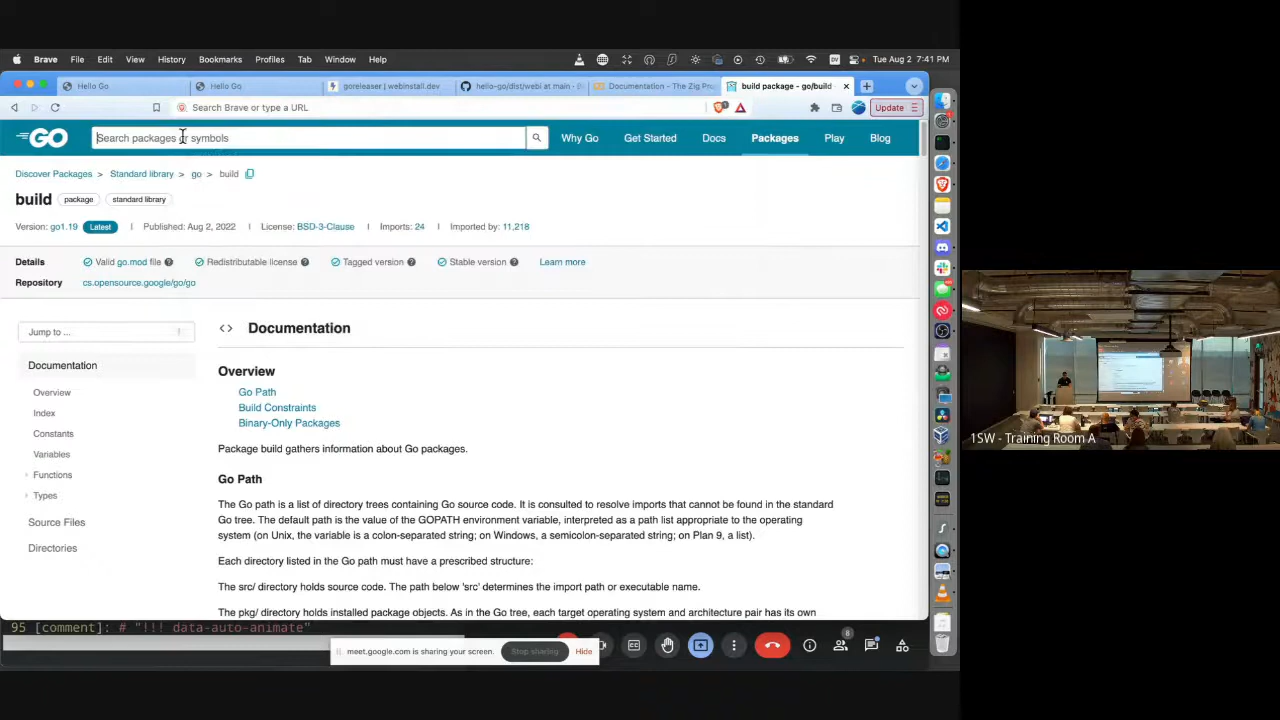 Brave File Edit View History Bookmarks Profiles Tab Window Help DV Tue Aug 2 7:41 PM
Hello Go Hello Go goreleaser | webinstall.dev hello-go/dist/webi at main · Documentation - The Zig Pro build package - go/build
Search Brave or type a URL 1 Update
GO Search packages or symbols Why Go Get Started Docs Packages Play Blog
Discover Packages > Standard library > go > build
build package standard library
Version: go1.19 Latest | Published: Aug 2, 2022 | License: BSD-3-Clause | Imports: 24 | Imported by: 11,218
Details Valid go.mod file Redistributable license Tagged version Stable version Learn more
Repository cs.opensource.google/go/go
Jump to ...
Documentation
Overview
Index
Constants
Variables
Functions
Types
Source Files
Directories
<> Documentation
Overview
Go Path
Build Constraints
Binary-Only Packages
Package build gathers information about Go packages.
Go Path
The Go path is a list of directory trees containing Go source code. It is consulted to resolve imports that cannot be found in the standard
Go tree. The default path is the value of the GOPATH environment variable, interpreted as a path list appropriate to the operating
system (on Unix, the variable is a colon-separated string; on Windows, a semicolon-separated string; on Plan 9, a list).
Each directory listed in the Go path must have a prescribed structure:
The src/ directory holds source code. The path below 'src' determines the import path or executable name.
The pkg/ directory holds installed package objects. As in the Go tree, each target operating system and architecture pair has its own
95 [comment]: # "!!! data-auto-animate"
meet.google.com is sharing your screen. Stop sharing Hide
8
1SW - Training Room A